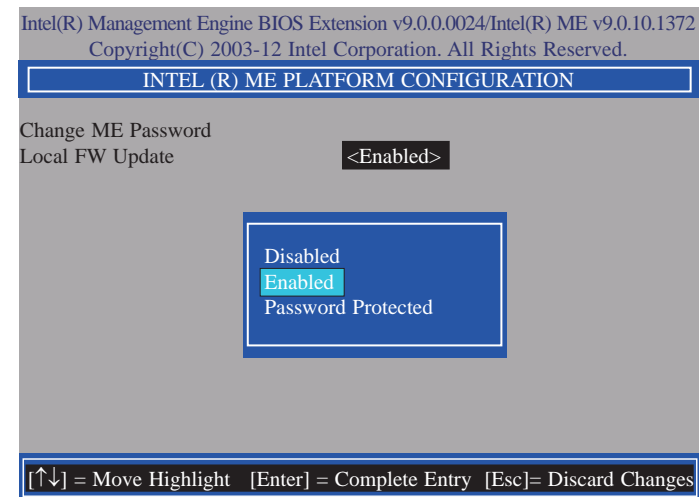 Intel(R) Management Engine BIOS Extension v9.0.0.0024/Intel(R) ME v9.0.10.1372
Copyright(C) 2003-12 Intel Corporation. All Rights Reserved.
INTEL (R) ME PLATFORM CONFIGURATION
Change ME Password
Local FW Update <Enabled>
Disabled
Enabled
Password Protected
[↑↓] = Move Highlight [Enter] = Complete Entry [Esc]= Discard Changes